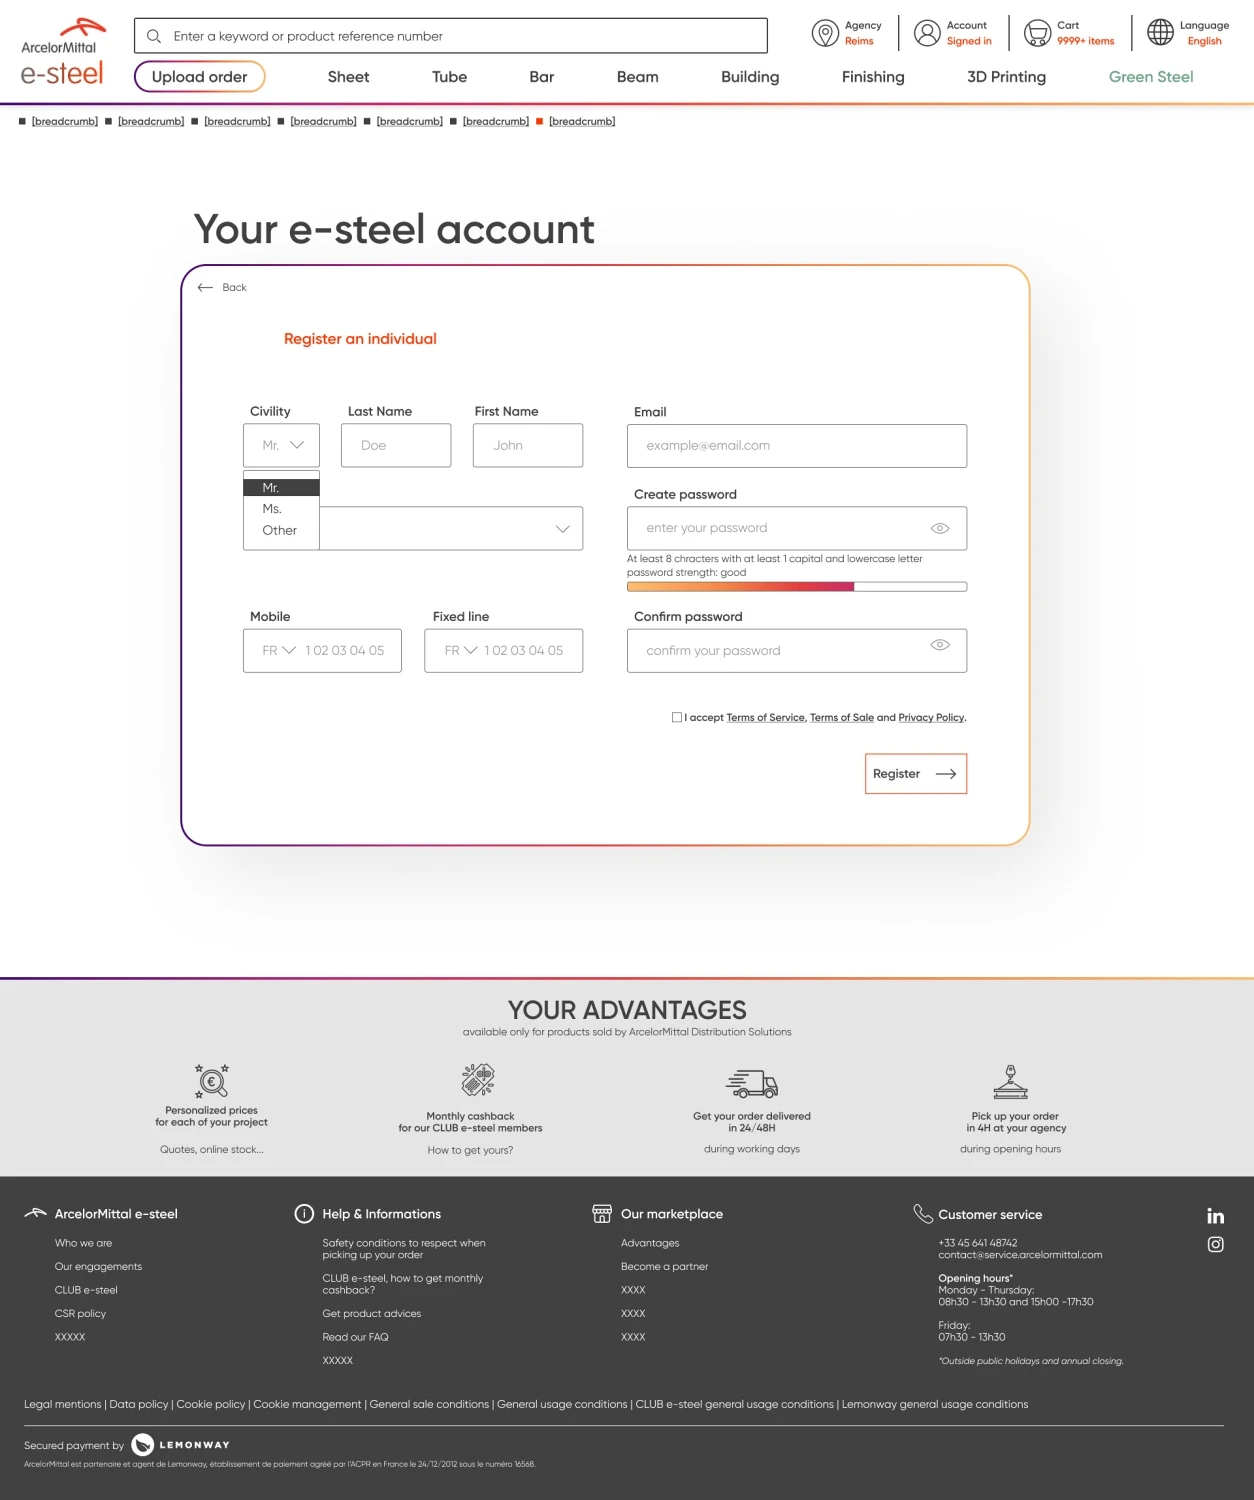 ArcelorMittal
e-steel
Enter a keyword or product reference number
Agency
Reims
Account
Signed in
Cart
9999+ items
Language
English
Upload order
Sheet
Tube
Bar
Beam
Building
Finishing
3D Printing
Green Steel
[breadcrumb] [breadcrumb] [breadcrumb] [breadcrumb] [breadcrumb] [breadcrumb] [breadcrumb]
Your e-steel account
Back
Register an individual
Civility
Last Name
First Name
Email
Mr.
Doe
John
example@email.com
Mr.
Ms.
Other
Create password
enter your password
At least 8 chracters with at least 1 capital and lowercase letter
password strength: good
Mobile
Fixed line
Confirm password
FR 1 02 03 04 05
FR 1 02 03 04 05
confirm your password
I accept Terms of Service, Terms of Sale and Privacy Policy.
Register
YOUR ADVANTAGES
available only for products sold by ArcelorMittal Distribution Solutions
Personalized prices
for each of your project
Quotes, online stock...
Monthly cashback
for our CLUB e-steel members
How to get yours?
Get your order delivered
in 24/48H
during working days
Pick up your order
in 4H at your agency
during opening hours
ArcelorMittal e-steel
Who we are
Our engagements
CLUB e-steel
CSR policy
XXXXX
Help & Informations
Safety conditions to respect when
picking up your order
CLUB e-steel, how to get monthly
cashback?
Get product advices
Read our FAQ
XXXXX
Our marketplace
Advantages
Become a partner
XXXX
XXXX
XXXX
Customer service
+33 45 641 48742
contact@service.arcelormittal.com
Opening hours*
Monday - Thursday:
08h30 - 13h30 and 15h00 -17h30
Friday:
07h30 - 13h30
*Outside public holidays and annual closing.
in
Legal mentions | Data policy | Cookie policy | Cookie management | General sale conditions | General usage conditions | CLUB e-steel general usage conditions | Lemonway general usage conditions
Secured payment by LEMONWAY
ArcelorMittal est partenaire et agent de Lemonway, établissement de paiement agréé par l'ACPR en France le 24/12/2012 sous le numéro 16568.